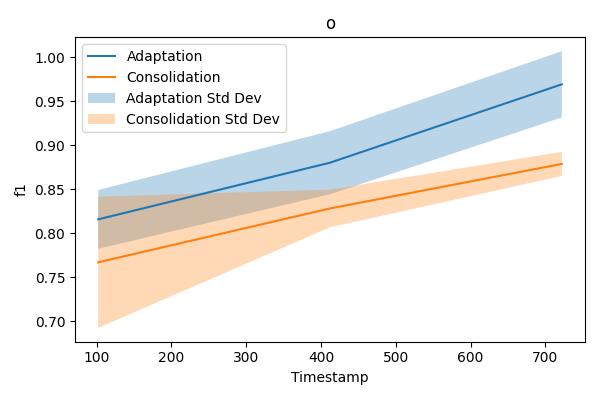 o
Adaptation
Consolidation
Adaptation Std Dev
Consolidation Std Dev
1.00
0.95
0.90
0.85
0.80
0.75
0.70
f1
100
200
300
400
500
600
700
Timestamp